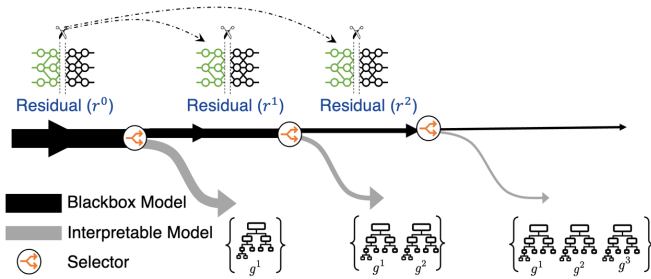 Residual (r⁰)
Residual (r¹)
Residual (r²)
Blackbox Model
Interpretable Model
Selector
g¹
g¹ g²
g¹ g² g³